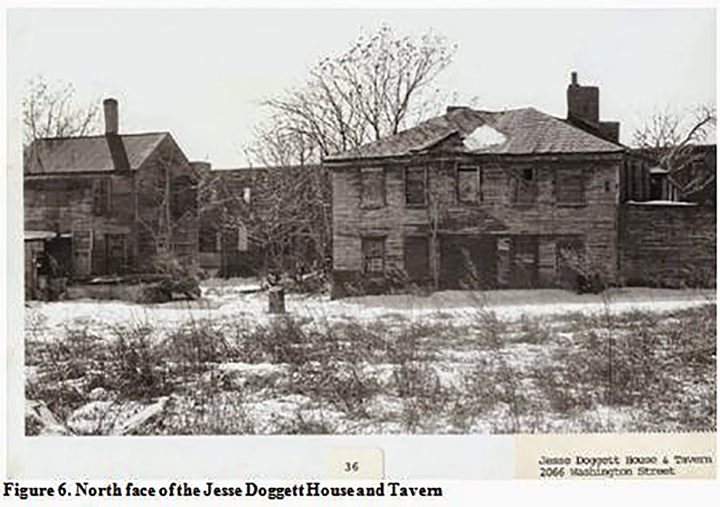 36
Jesse Doggett House & Tavern
2066 Washington Street
Figure 6. North face of the Jesse Doggett House and Tavern